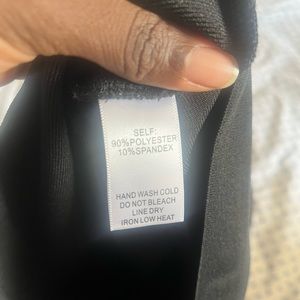 SELF:
90%POLYESTER
10%SPANDEX
HAND WASH COLD
DO NOT BLEACH
LINE DRY
IRON LOW HEAT